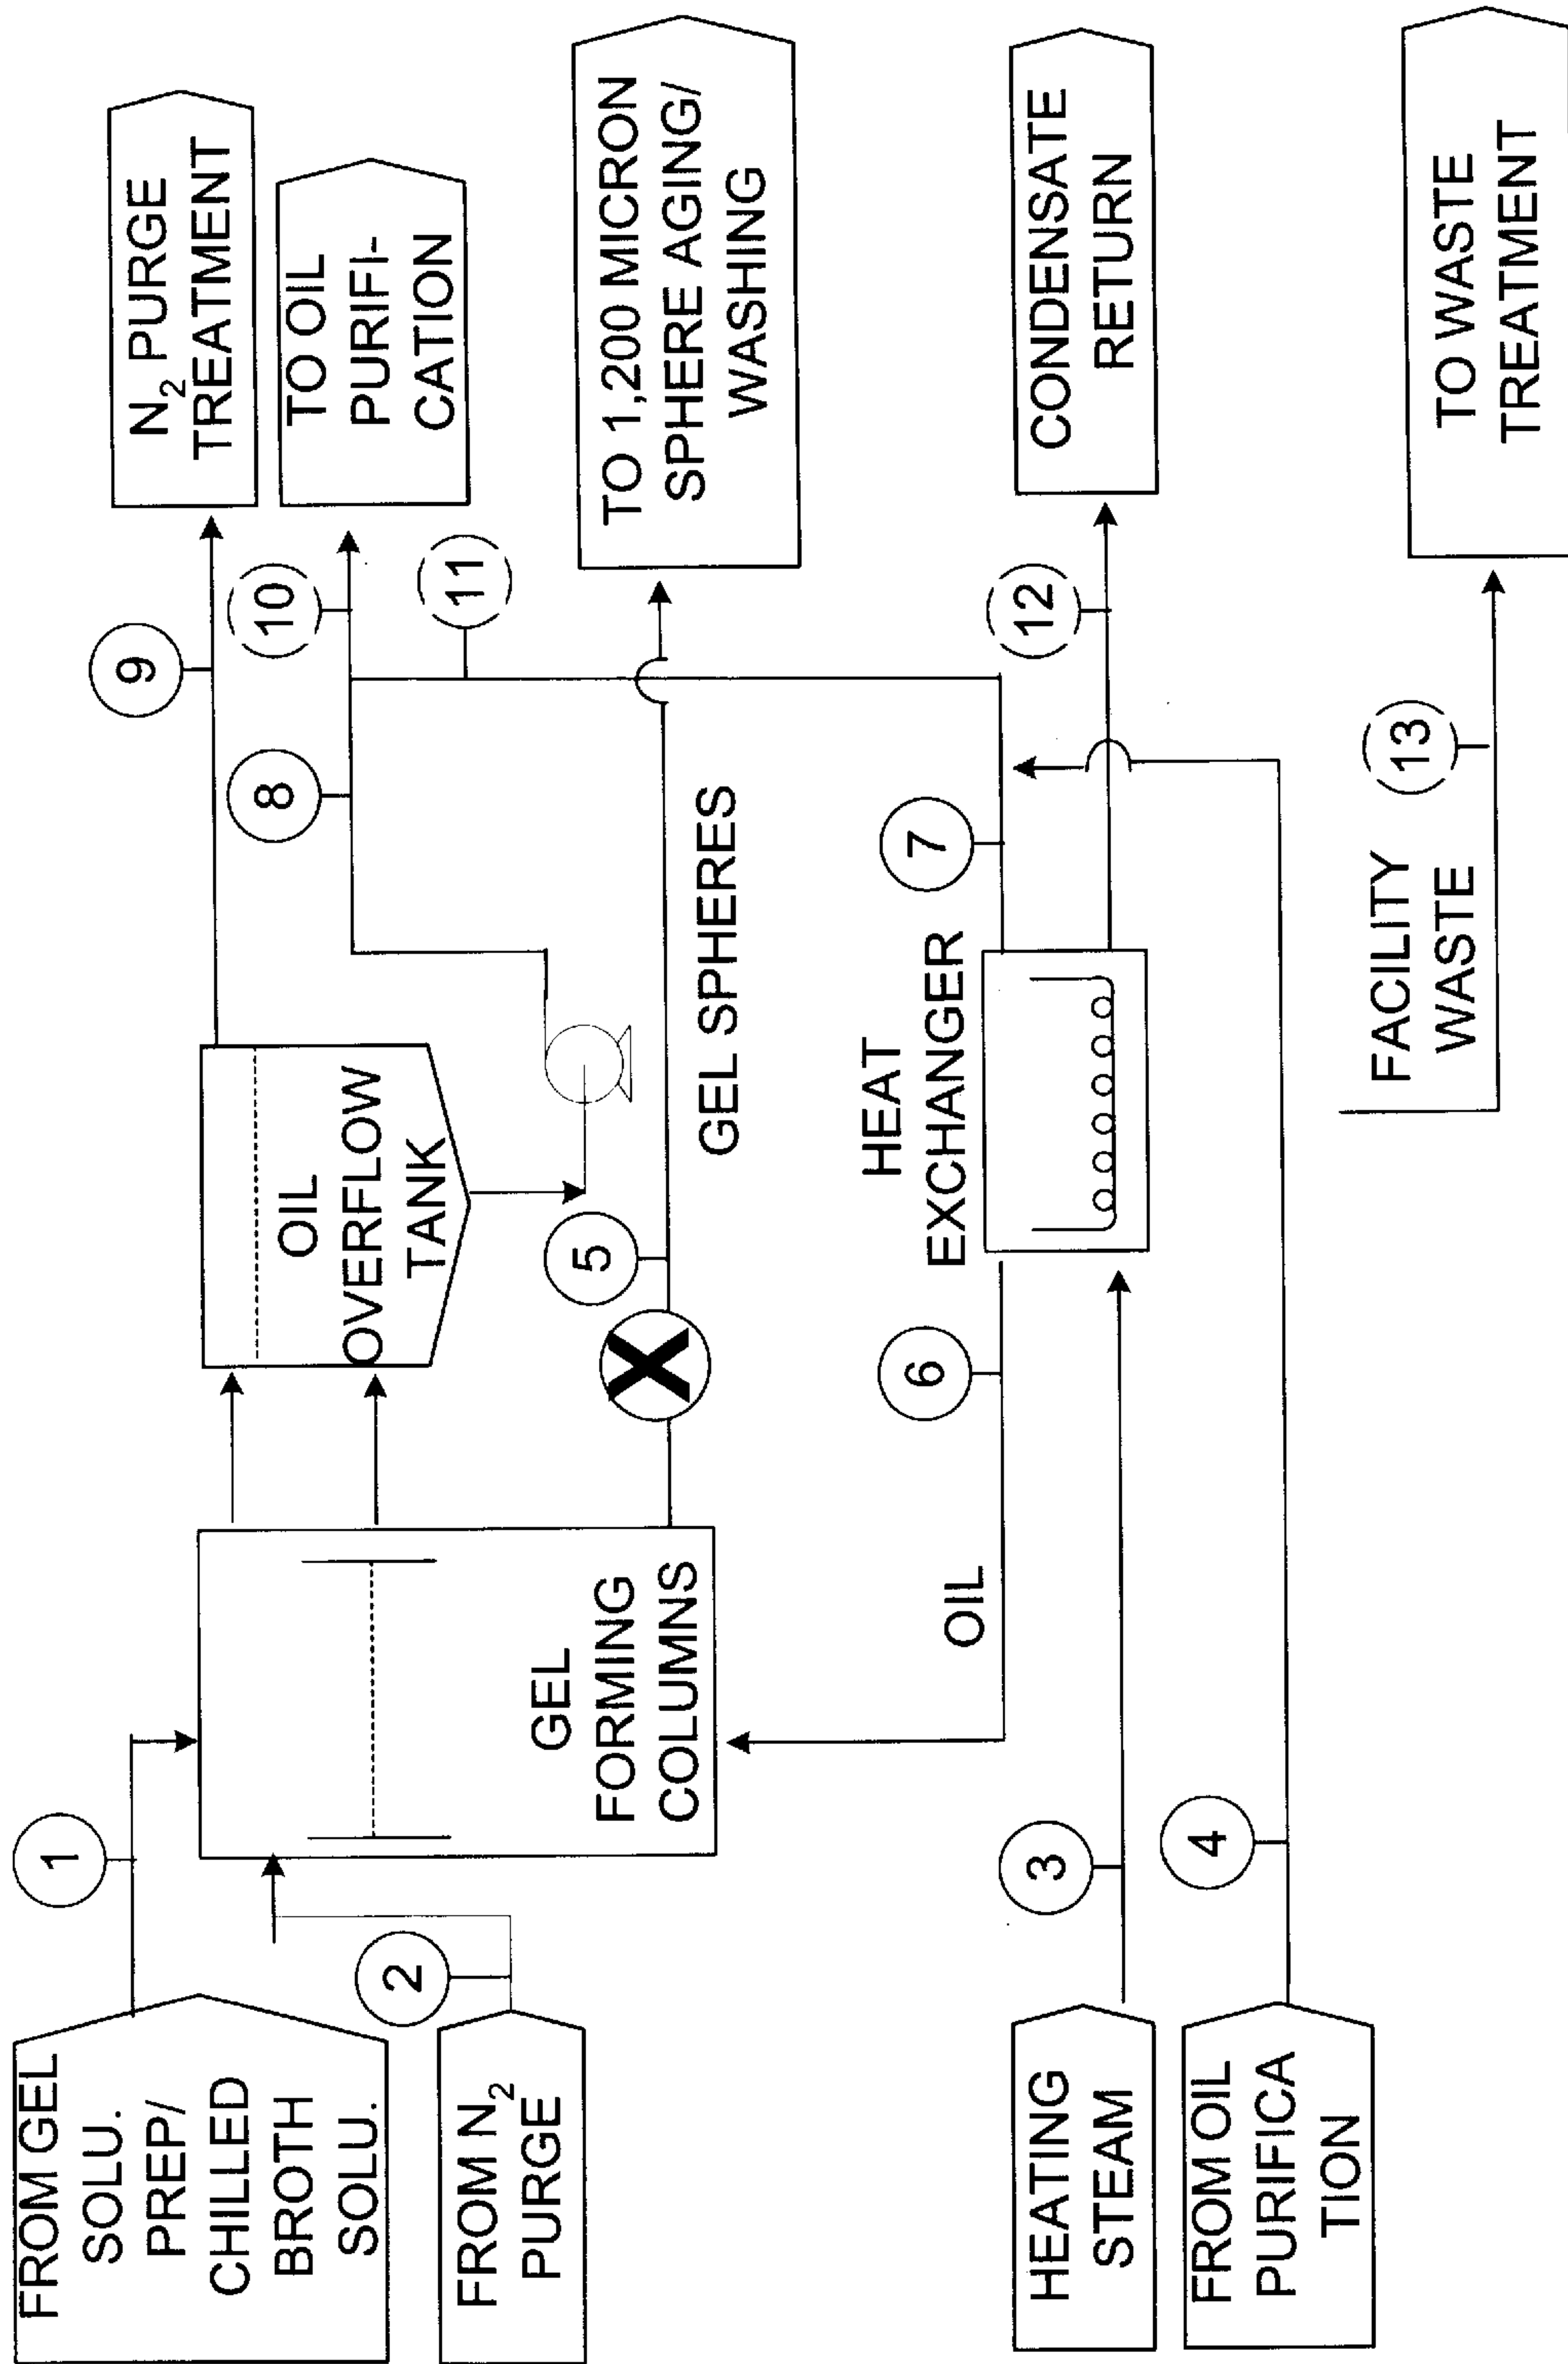 FROM GEL
SOLU.
PREP/
CHILLED
BROTH
SOLU.
1
FROM N2
PURGE
2
GEL
FORMING
COLUMNS
OIL
OVERFLOW
TANK
9
N2 PURGE
TREATMENT
8
10
TO OIL
PURIFI-
CATION
11
5
GEL SPHERES
TO 1,200 MICRON
SPHERE AGING/
WASHING
X
OIL
6
HEAT
EXCHANGER
7
HEATING
STEAM
3
12
CONDENSATE
RETURN
FROM OIL
PURIFICA
TION
4
FACILITY
WASTE
13
TO WASTE
TREATMENT